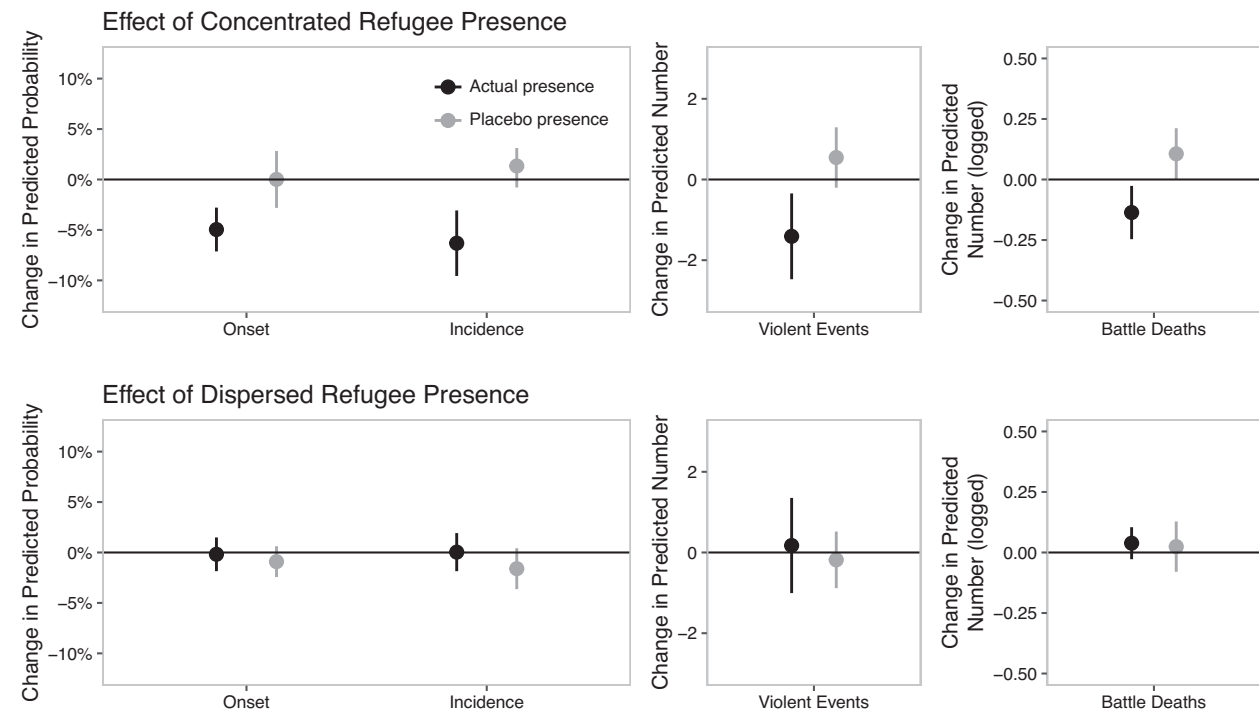 Effect of Concentrated Refugee Presence
Change in Predicted Probability
10%
5%
0%
−5%
−10%
Actual presence
Placebo presence
Onset
Incidence
Change in Predicted Number
2
0
−2
Violent Events
Change in Predicted
Number (logged)
0.50
0.25
0.00
−0.25
−0.50
Battle Deaths
Effect of Dispersed Refugee Presence
Change in Predicted Probability
10%
5%
0%
−5%
−10%
Onset
Incidence
Change in Predicted Number
2
0
−2
Violent Events
Change in Predicted
Number (logged)
0.50
0.25
0.00
−0.25
−0.50
Battle Deaths